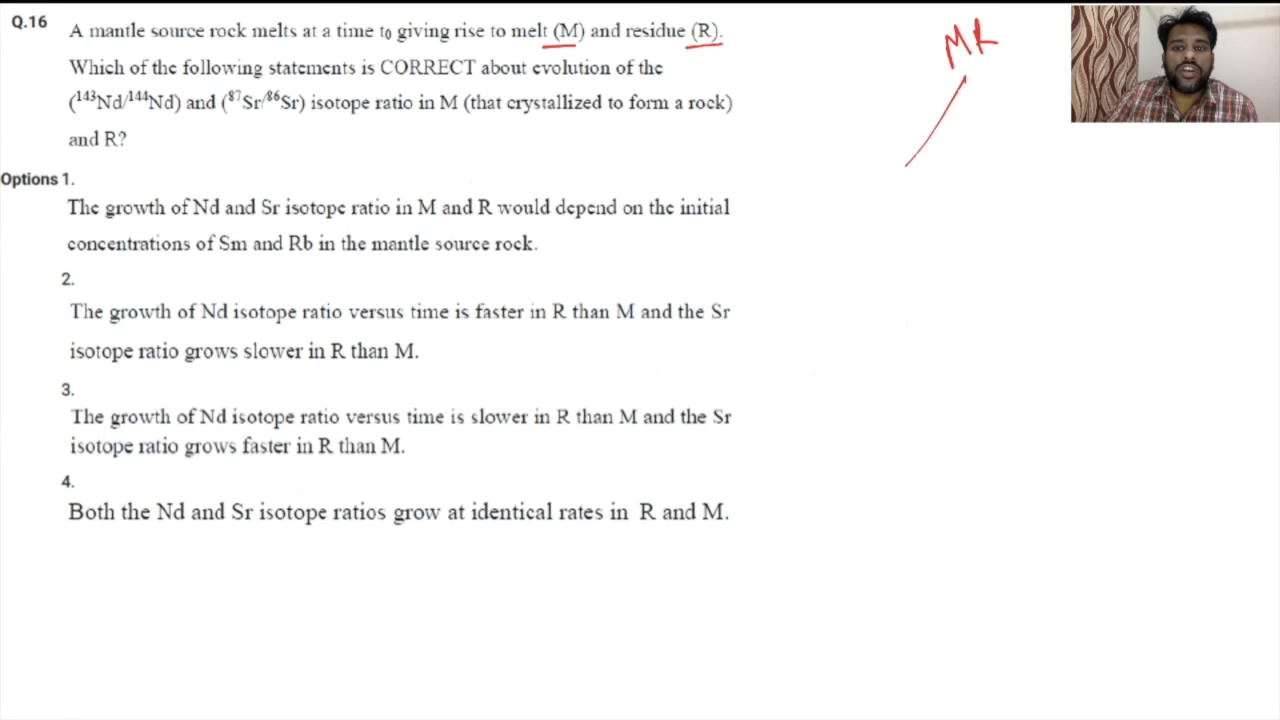 Q.16
A mantle source rock melts at a time t₀ giving rise to melt (M) and residue (R).
Which of the following statements is CORRECT about evolution of the
(¹⁴³Nd/¹⁴⁴Nd) and (⁸⁷Sr/⁸⁶Sr) isotope ratio in M (that crystallized to form a rock)
and R?
Options 1.
The growth of Nd and Sr isotope ratio in M and R would depend on the initial
concentrations of Sm and Rb in the mantle source rock.
2.
The growth of Nd isotope ratio versus time is faster in R than M and the Sr
isotope ratio grows slower in R than M.
3.
The growth of Nd isotope ratio versus time is slower in R than M and the Sr
isotope ratio grows faster in R than M.
4.
Both the Nd and Sr isotope ratios grow at identical rates in R and M.
MR